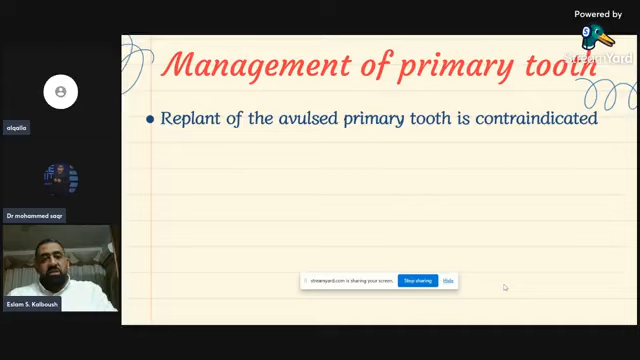 Powered by
StreamYard
Management of primary tooth
• Replant of the avulsed primary tooth is contraindicated
alqalla
Dr mohammed saqr
Eslam S. Kalboush
streamyard.com is sharing your screen.
Stop sharing
Hide